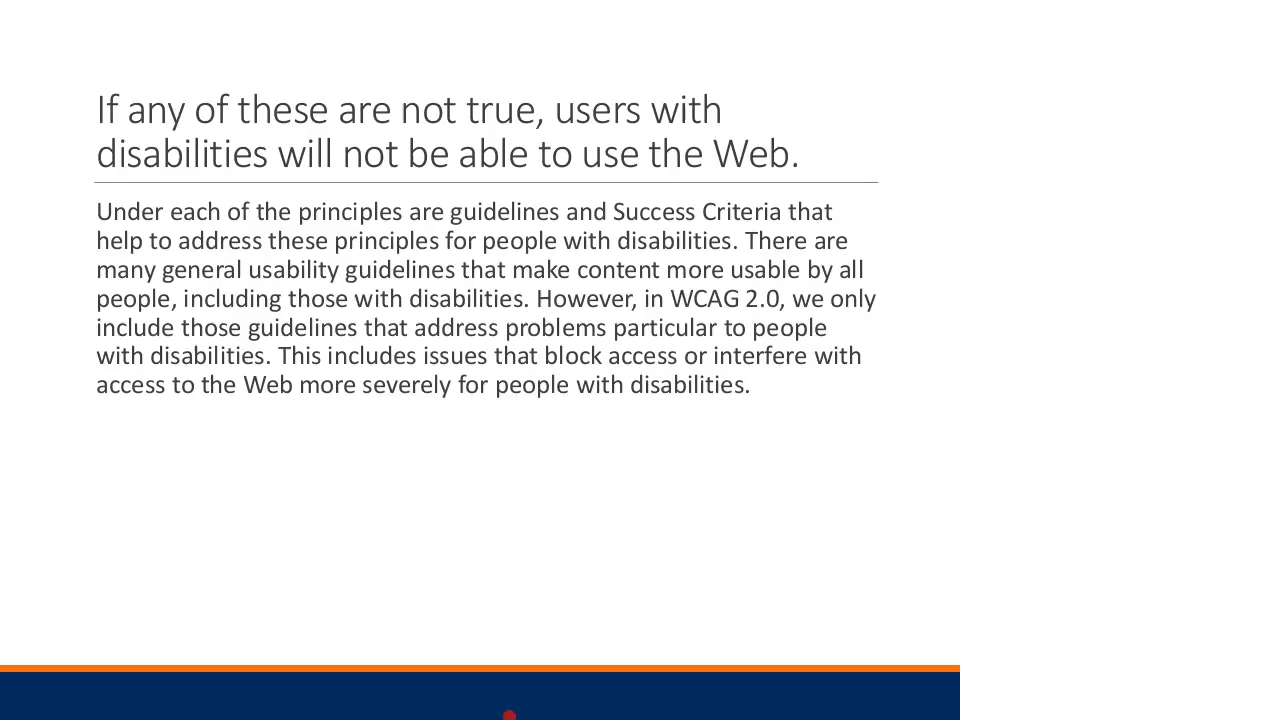 If any of these are not true, users with
disabilities will not be able to use the Web.
Under each of the principles are guidelines and Success Criteria that
help to address these principles for people with disabilities. There are
many general usability guidelines that make content more usable by all
people, including those with disabilities. However, in WCAG 2.0, we only
include those guidelines that address problems particular to people
with disabilities. This includes issues that block access or interfere with
access to the Web more severely for people with disabilities.